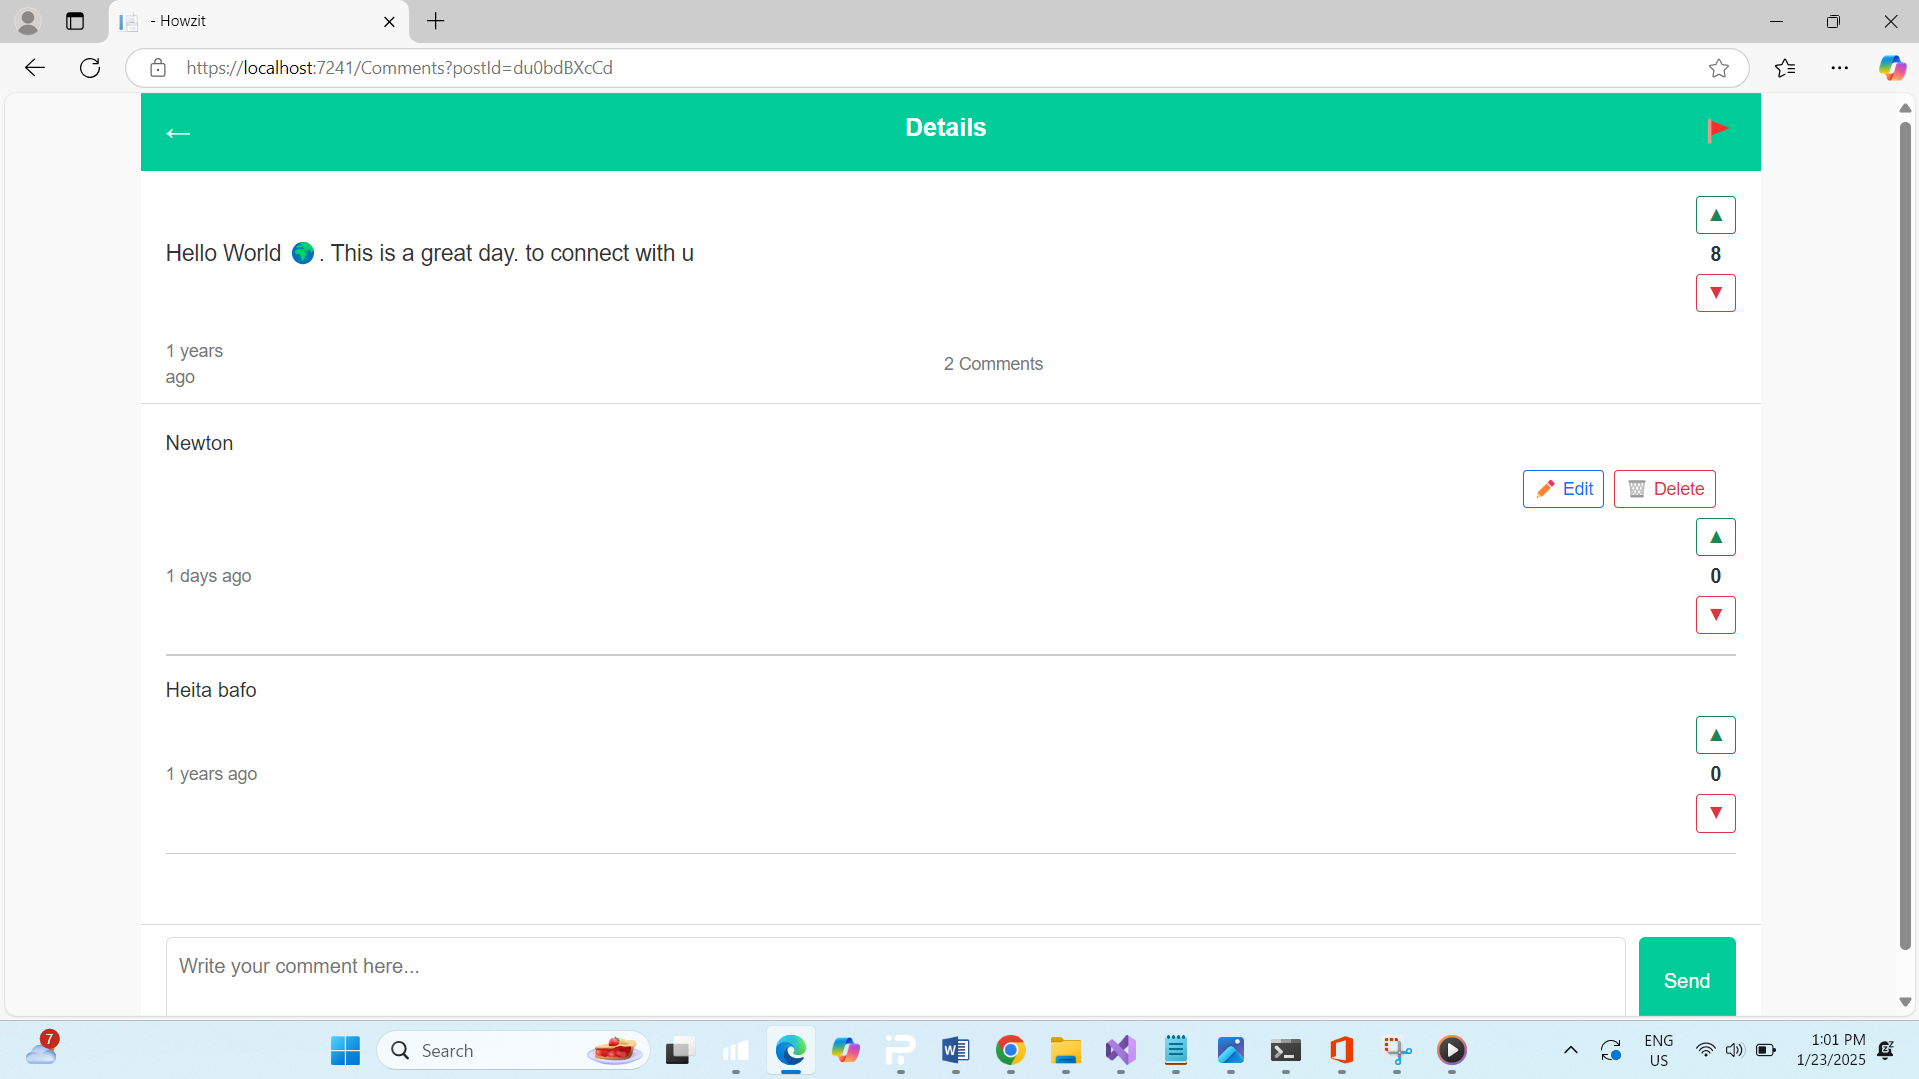 - Howzit
https://localhost:7241/Comments?postId=du0bdBXcCd
Details
Hello World 🌍 . This is a great day. to connect with u
▲
8
▼
1 years
ago
2 Comments
Newton
Edit
Delete
▲
1 days ago
0
▼
Heita bafo
▲
1 years ago
0
▼
Write your comment here...
Send
7
Search
ENG
US
1:01 PM
1/23/2025